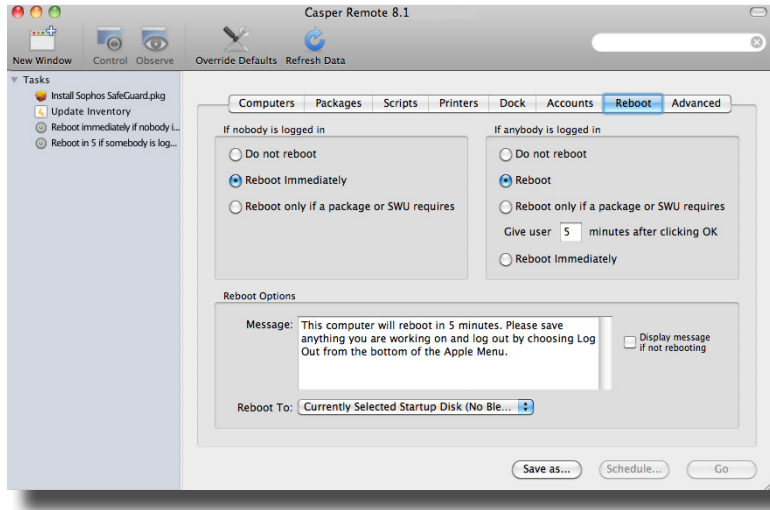 Casper Remote 8.1
New Window Control Observe Override Defaults Refresh Data
Tasks
Install Sophos SafeGuard.pkg
Update Inventory
Reboot immediately if nobody i...
Reboot in 5 if somebody is log...
Computers Packages Scripts Printers Dock Accounts Reboot Advanced
If nobody is logged in
Do not reboot
Reboot Immediately
Reboot only if a package or SWU requires
If anybody is logged in
Do not reboot
Reboot
Reboot only if a package or SWU requires
Give user 5 minutes after clicking OK
Reboot Immediately
Reboot Options
Message:
This computer will reboot in 5 minutes. Please save
anything you are working on and log out by choosing Log
Out from the bottom of the Apple Menu.
Display message
if not rebooting
Reboot To: Currently Selected Startup Disk (No Ble...
Save as... Schedule... Go